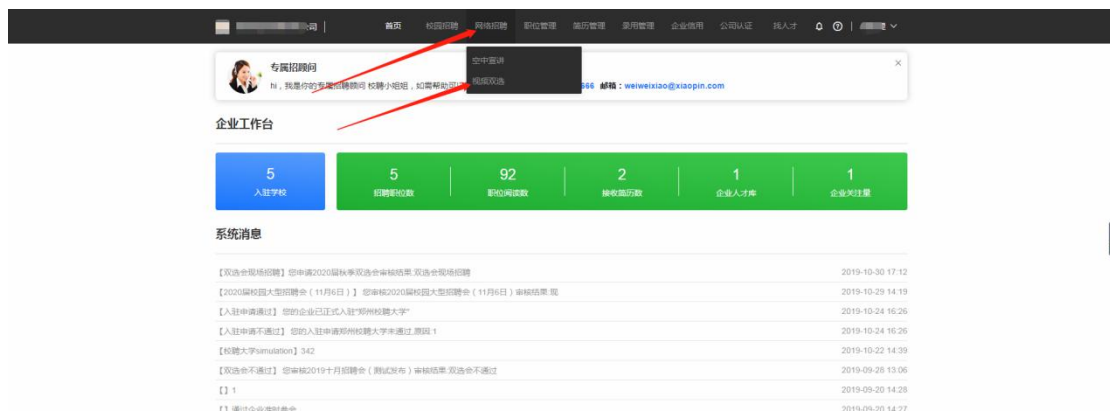 司 |
首页 校园招聘 网络招聘 职位管理 简历管理 录用管理 企业信用 公司认证 找人才
空中宣讲
视频双选
专属招顾问
hi，我是你的专属招聘顾问 校聘小姐姐，如需帮助可 666 邮箱：weiweixiao@xiaopin.com
企业工作台
5 5 92 2 1 1
入驻学校 招聘职位数 职位阅读数 接收简历数 企业人才库 企业关注量
系统消息
【双选会现场招聘】您申请2020届秋季双选会审核结果:双选会现场招聘 2019-10-30 17:12
【2020届校园大型招聘会（11月6日）】 您审核2020届校园大型招聘会（11月6日）审核结果:现 2019-10-29 14:19
【入驻申请通过】 您的企业已正式入驻"郑州校聘大学" 2019-10-24 16:26
【入驻申请不通过】 您的入驻申请郑州校聘大学未通过,原因:1 2019-10-24 16:26
【校聘大学simulation】342 2019-10-22 14:39
【双选会不通过】 您审核2019十月招聘会（测试发布）审核结果:双选会不通过 2019-09-28 13:06
【】1 2019-09-20 14:28
【】通过企业准时参会 2019-09-20 14:27